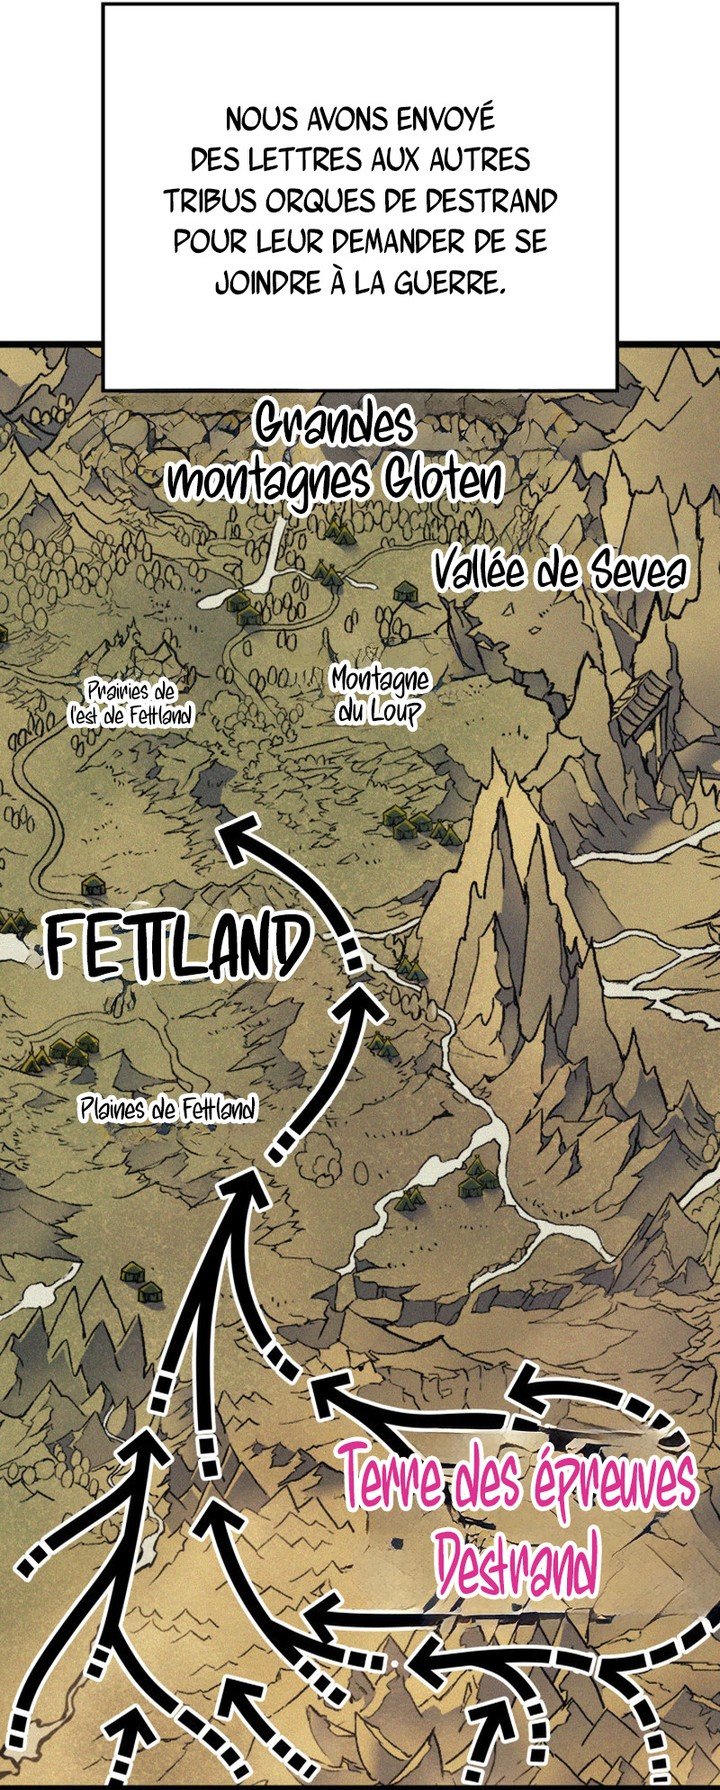 NOUS AVONS ENVOYÉ
DES LETTRES AUX AUTRES
TRIBUS ORQUES DE DESTRAND
POUR LEUR DEMANDER DE SE
JOINDRE À LA GUERRE.
Grandes
montagnes Gloten
Vallée de Sevea
Prairies de
l'est de Fettland
Montagne
du Loup
FETTLAND
Plaines de Fettland
Terre des épreuves
Destrand